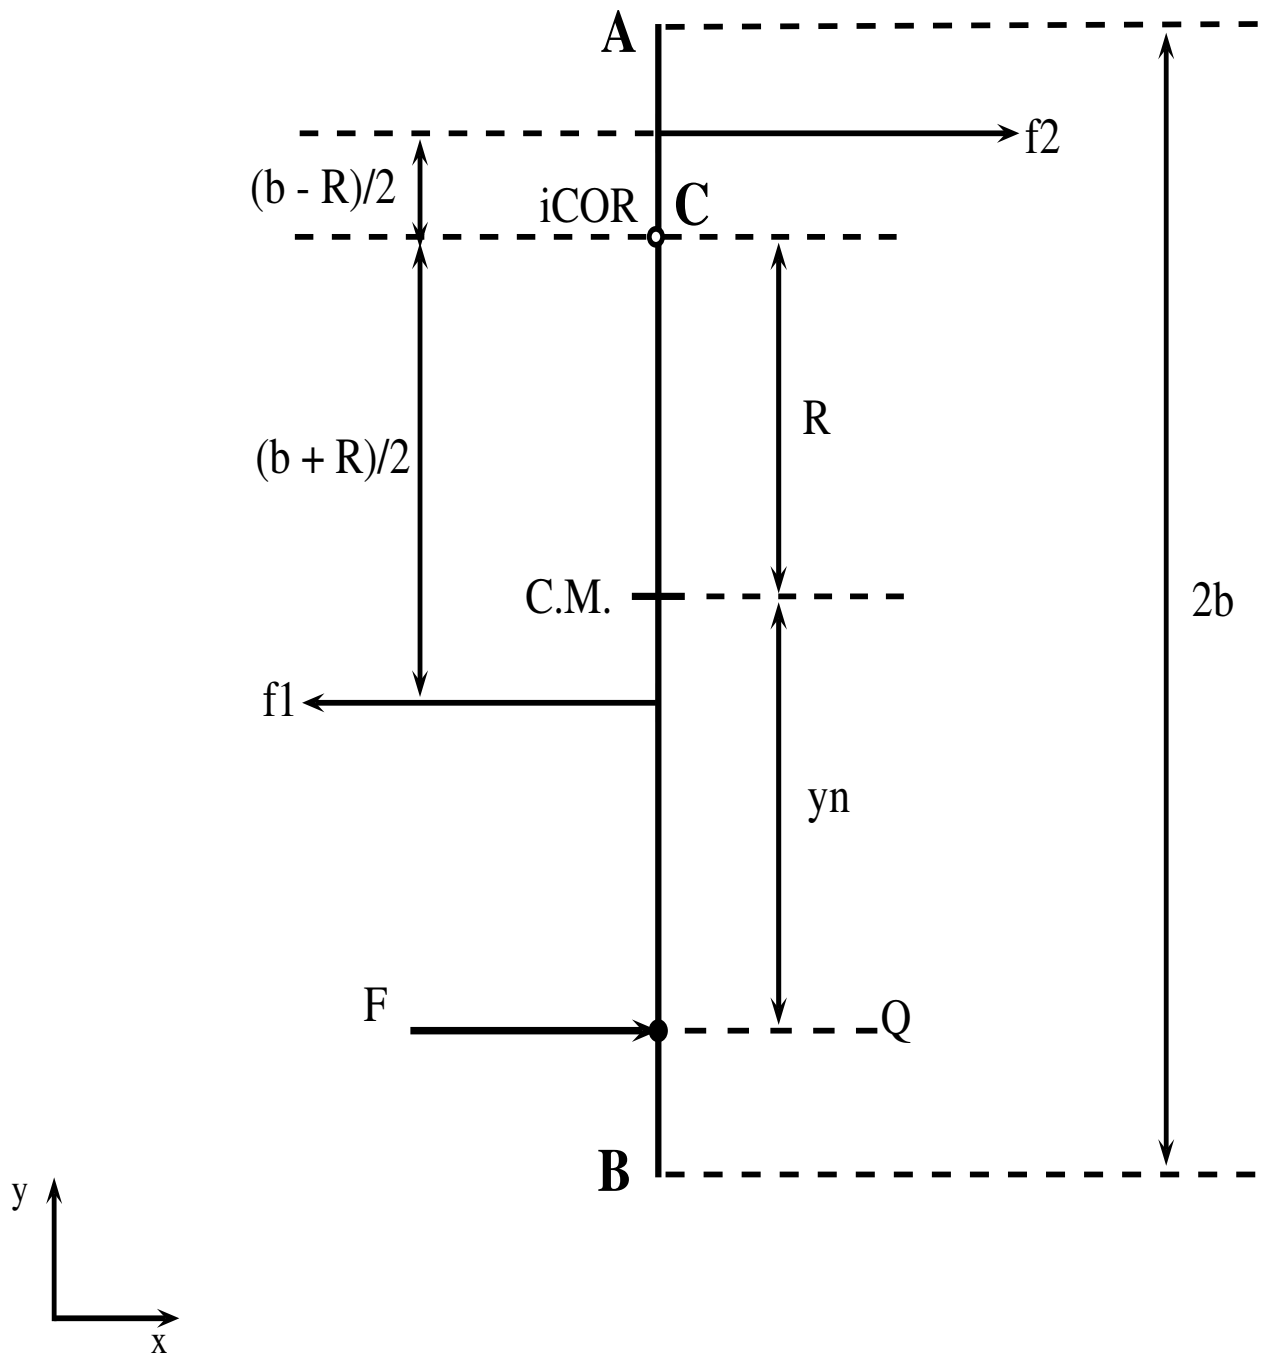 A
f2
(b - R)/2
iCOR C
R
(b + R)/2
C.M.
2b
f1
yn
F
Q
B
y
x